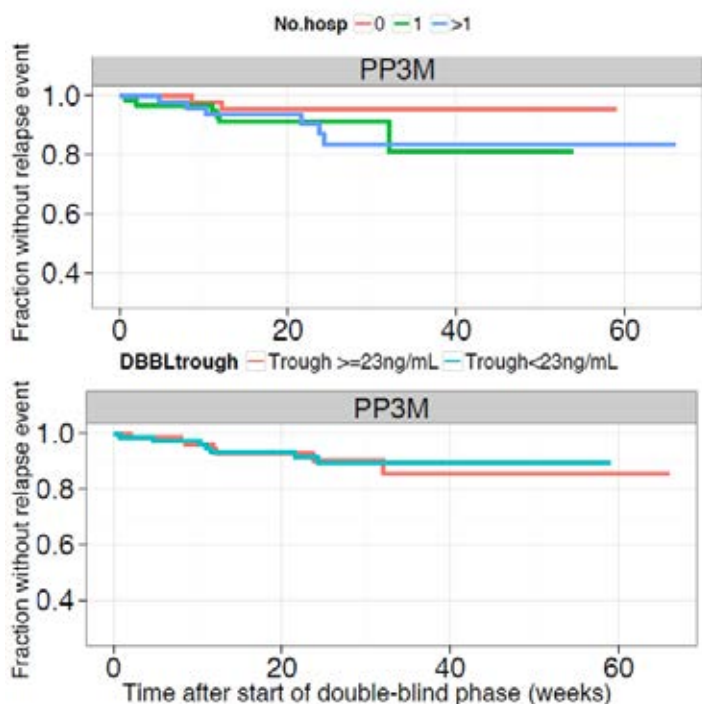 No.hosp 0 1 >1
PP3M
Fraction without relapse event
1.0
0.8
0.6
0.4
0 20 40 60
DBBLtrough Trough >=23ng/mL Trough<23ng/mL
PP3M
Fraction without relapse event
1.0
0.8
0.6
0.4
0 20 40 60
Time after start of double-blind phase (weeks)